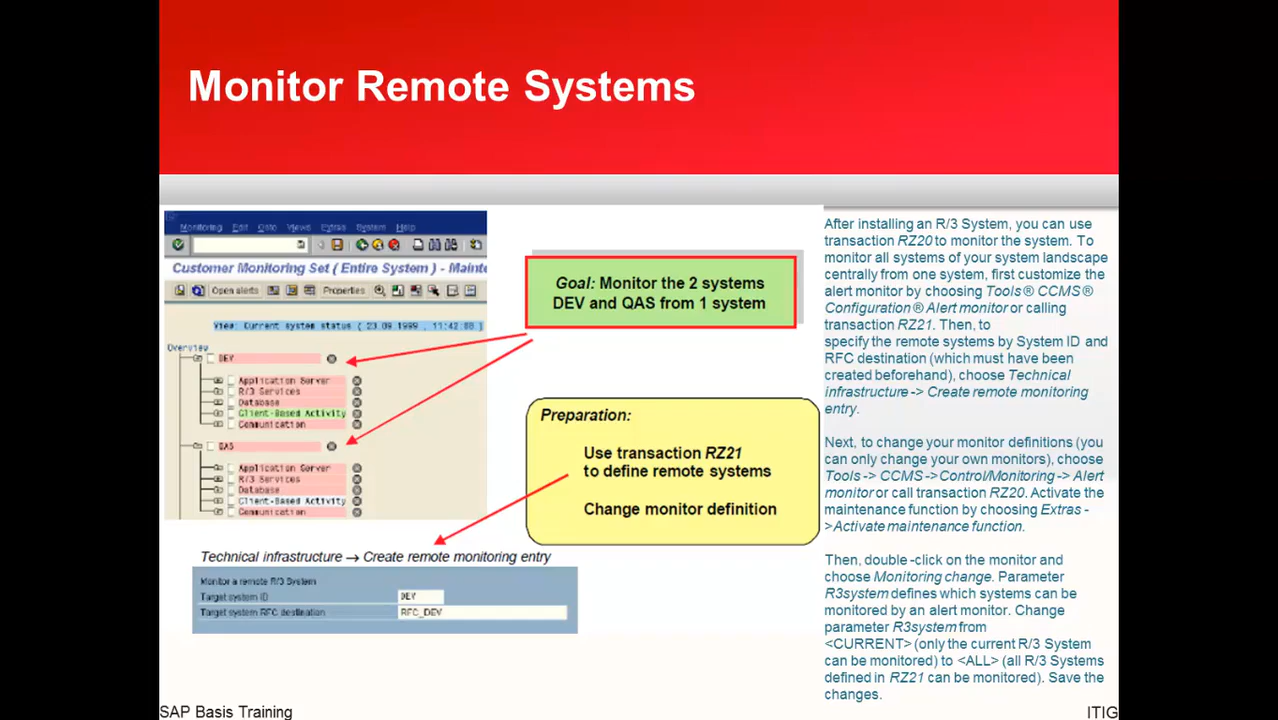 Monitor Remote Systems
Monitoring Edit Goto Views Extras System Help
Customer Monitoring Set ( Entire System ) - Mainte
Open alerts Properties
View: Current system status ( 23.09.1999 , 11:42:08 )
Overview
DEV
Application Server
R/3 Services
Database
Client-Based Activity
Communication
QAS
Application Server
R/3 Services
Database
Client-Based Activity
Communication
Goal: Monitor the 2 systems
DEV and QAS from 1 system
Preparation:
Use transaction RZ21
to define remote systems
Change monitor definition
Technical infrastructure → Create remote monitoring entry
Monitor a remote R/3 System
Target system ID DEV
Target system RFC destination RFC_DEV
After installing an R/3 System, you can use
transaction RZ20 to monitor the system. To
monitor all systems of your system landscape
centrally from one system, first customize the
alert monitor by choosing Tools® CCMS®
Configuration® Alert monitor or calling
transaction RZ21. Then, to
specify the remote systems by System ID and
RFC destination (which must have been
created beforehand), choose Technical
infrastructure -> Create remote monitoring
entry.
Next, to change your monitor definitions (you
can only change your own monitors), choose
Tools -> CCMS ->Control/Monitoring -> Alert
monitor or call transaction RZ20. Activate the
maintenance function by choosing Extras -
>Activate maintenance function.
Then, double -click on the monitor and
choose Monitoring change. Parameter
R3system defines which systems can be
monitored by an alert monitor. Change
parameter R3system from
<CURRENT> (only the current R/3 System
can be monitored) to <ALL> (all R/3 Systems
defined in RZ21 can be monitored). Save the
changes.
SAP Basis Training
ITIG